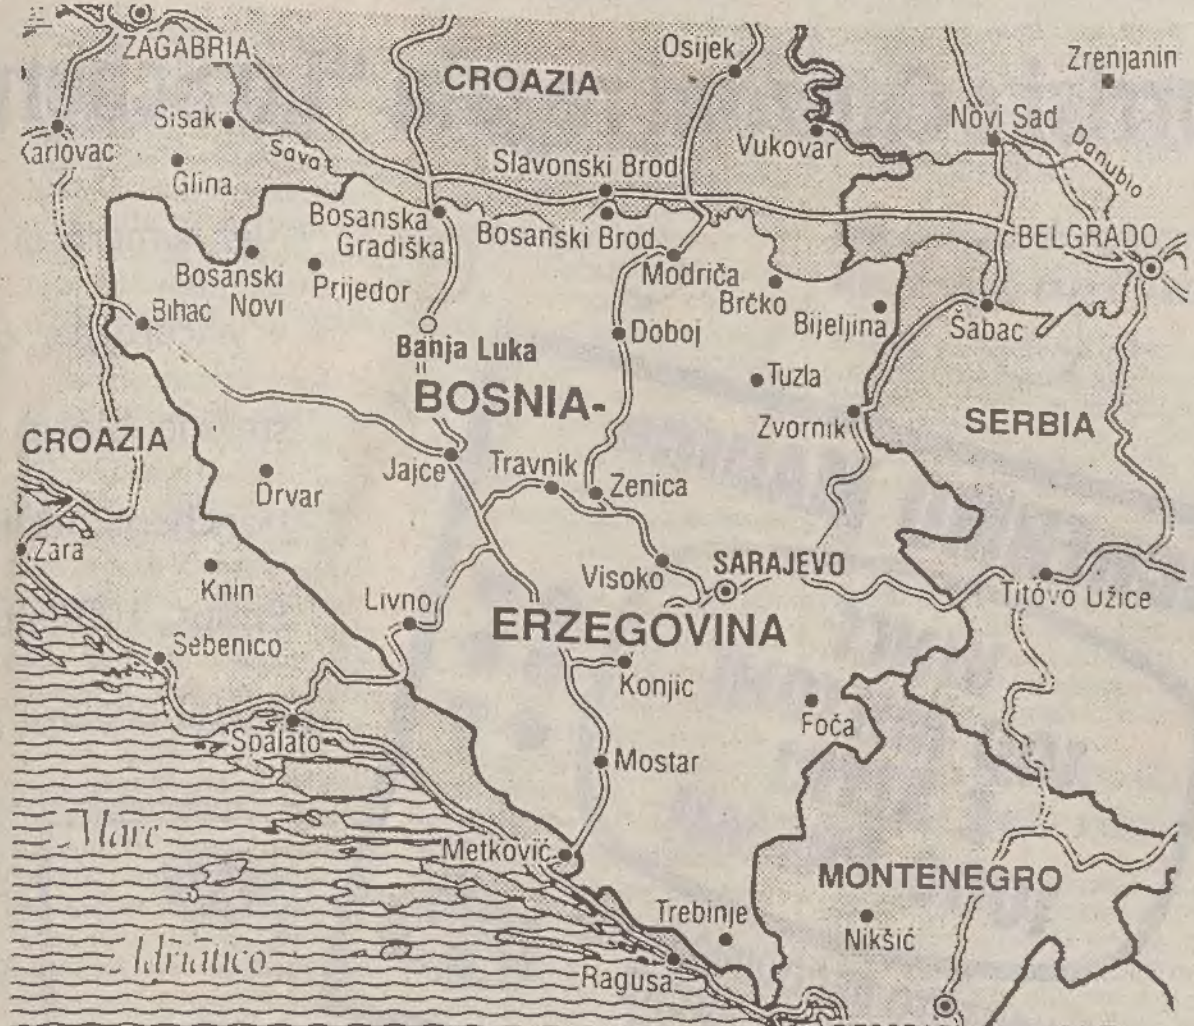 ZAGABRIA
Osijek
CROAZIA
Zrenjanin
Sisak
Novi Sad
Karlovac
Sava
Vukovar
Danubio
Glina
Slavonski Brod
Bosanska
Gradiška
Bosanski Brod
BELGRADO
Bosanski
Novi
Prijedor
Modriča
Brčko
Bihac
Bijeljina
Šabac
Doboj
Banja Luka
Tuzla
BOSNIA-
Zvornik
SERBIA
CROAZIA
Jajce
Travnik
Zenica
Drvar
Zara
Knin
Visoko
SARAJEVO
Livno
Titovo Užice
ERZEGOVINA
Sebenico
Konjic
Foča
Spalato
Mostar
Mare
Metković
MONTENEGRO
Trebinje
Nikšić
Adriatico
Ragusa